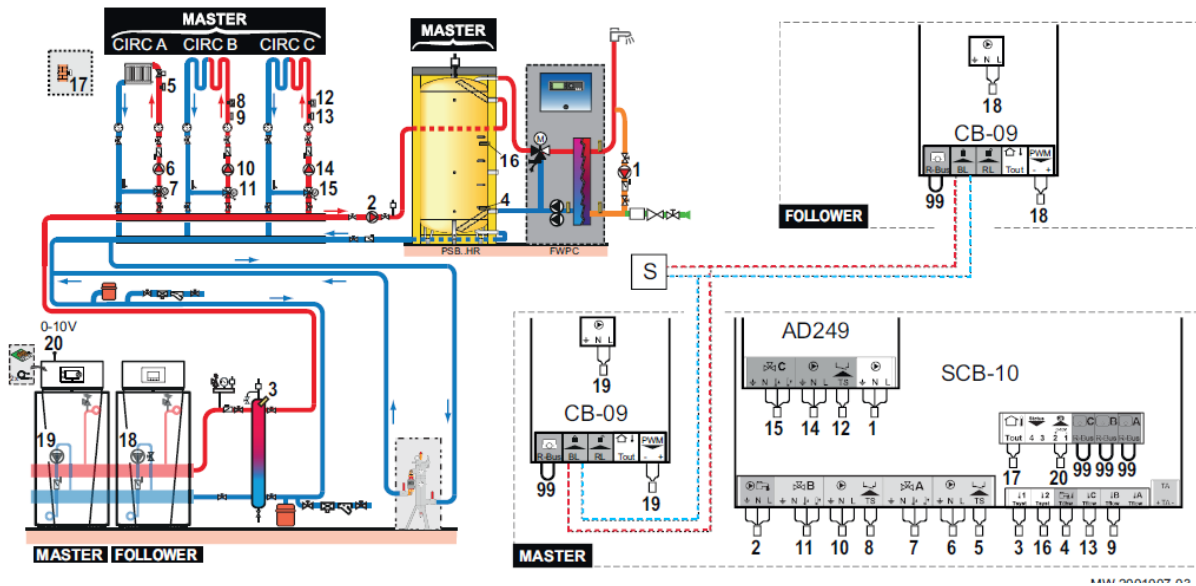 MASTER
CIRC A CIRC B CIRC C
17
5
8
9
12
13
6
10
14
7
11
15
MASTER
16
4
M
1
2
PSB..HR
FWPC
0-10V
20
3
19
18
MASTER FOLLOWER
S
N L
18
CB-09
R-Bus BL RL Tout PWM
- +
99
18
FOLLOWER
N L
19
CB-09
R-Bus BL RL Tout PWM
- +
99
19
MASTER
AD249
C
N
N L
TS
N L
15 14 12 1
SCB-10
Status
C B A
Tout 4 3 2 1 R-Bus R-Bus R-Bus
17 20 99 99 99
B A
N L N N L TS N N L TS
2 11 10 8 7 6 5
TA
1 2 C B A
Tsyst Tsyst
TA -
3 16 4 13 9